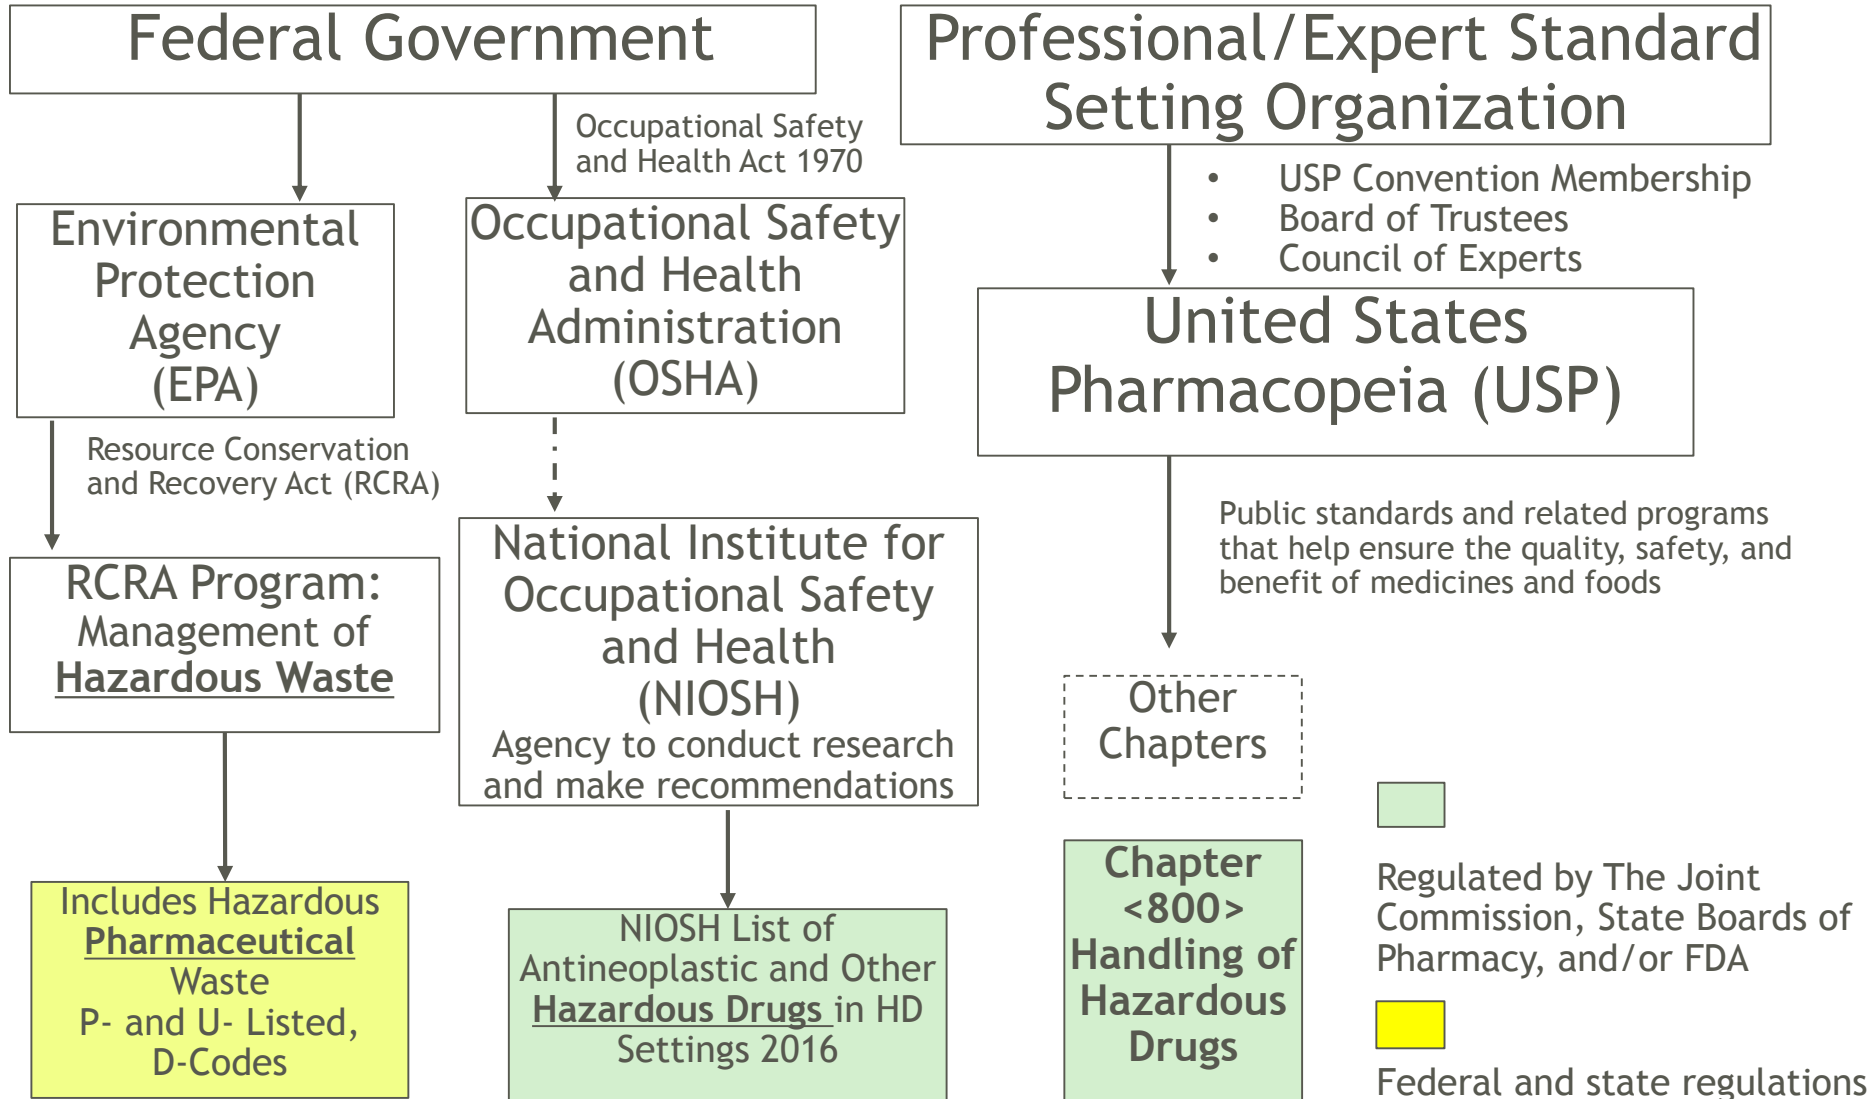 Federal Government
Occupational Safety
and Health Act 1970
Environmental
Protection
Agency
(EPA)
Resource Conservation
and Recovery Act (RCRA)
RCRA Program:
Management of
Hazardous Waste
Includes Hazardous
Pharmaceutical
Waste
P- and U- Listed,
D-Codes
Occupational Safety
and Health
Administration
(OSHA)
National Institute for
Occupational Safety
and Health
(NIOSH)
Agency to conduct research
and make recommendations
NIOSH List of
Antineoplastic and Other
Hazardous Drugs in HD
Settings 2016
Professional/Expert Standard
Setting Organization
• USP Convention Membership
• Board of Trustees
• Council of Experts
United States
Pharmacopeia (USP)
Public standards and related programs
that help ensure the quality, safety, and
benefit of medicines and foods
Other
Chapters
Chapter
<800>
Handling of
Hazardous
Drugs
Regulated by The Joint
Commission, State Boards of
Pharmacy, and/or FDA
Federal and state regulations